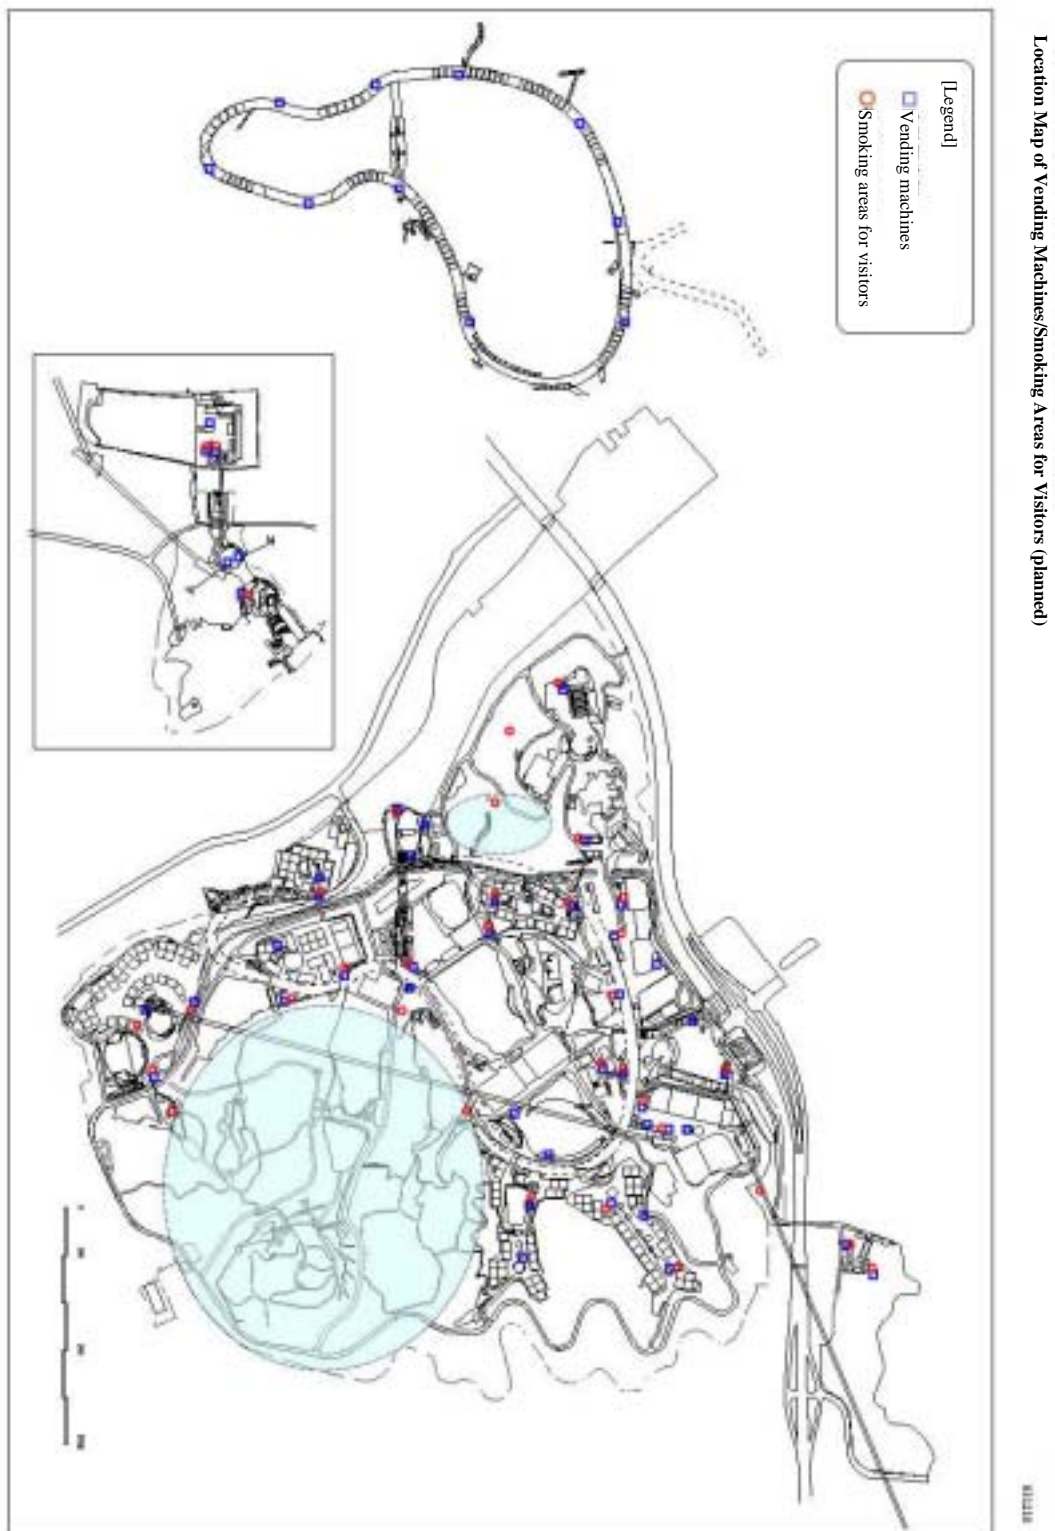 Location Map of Vending Machines/Smoking Areas for Visitors (planned)
[Legend]
Vending machines
Smoking areas for visitors